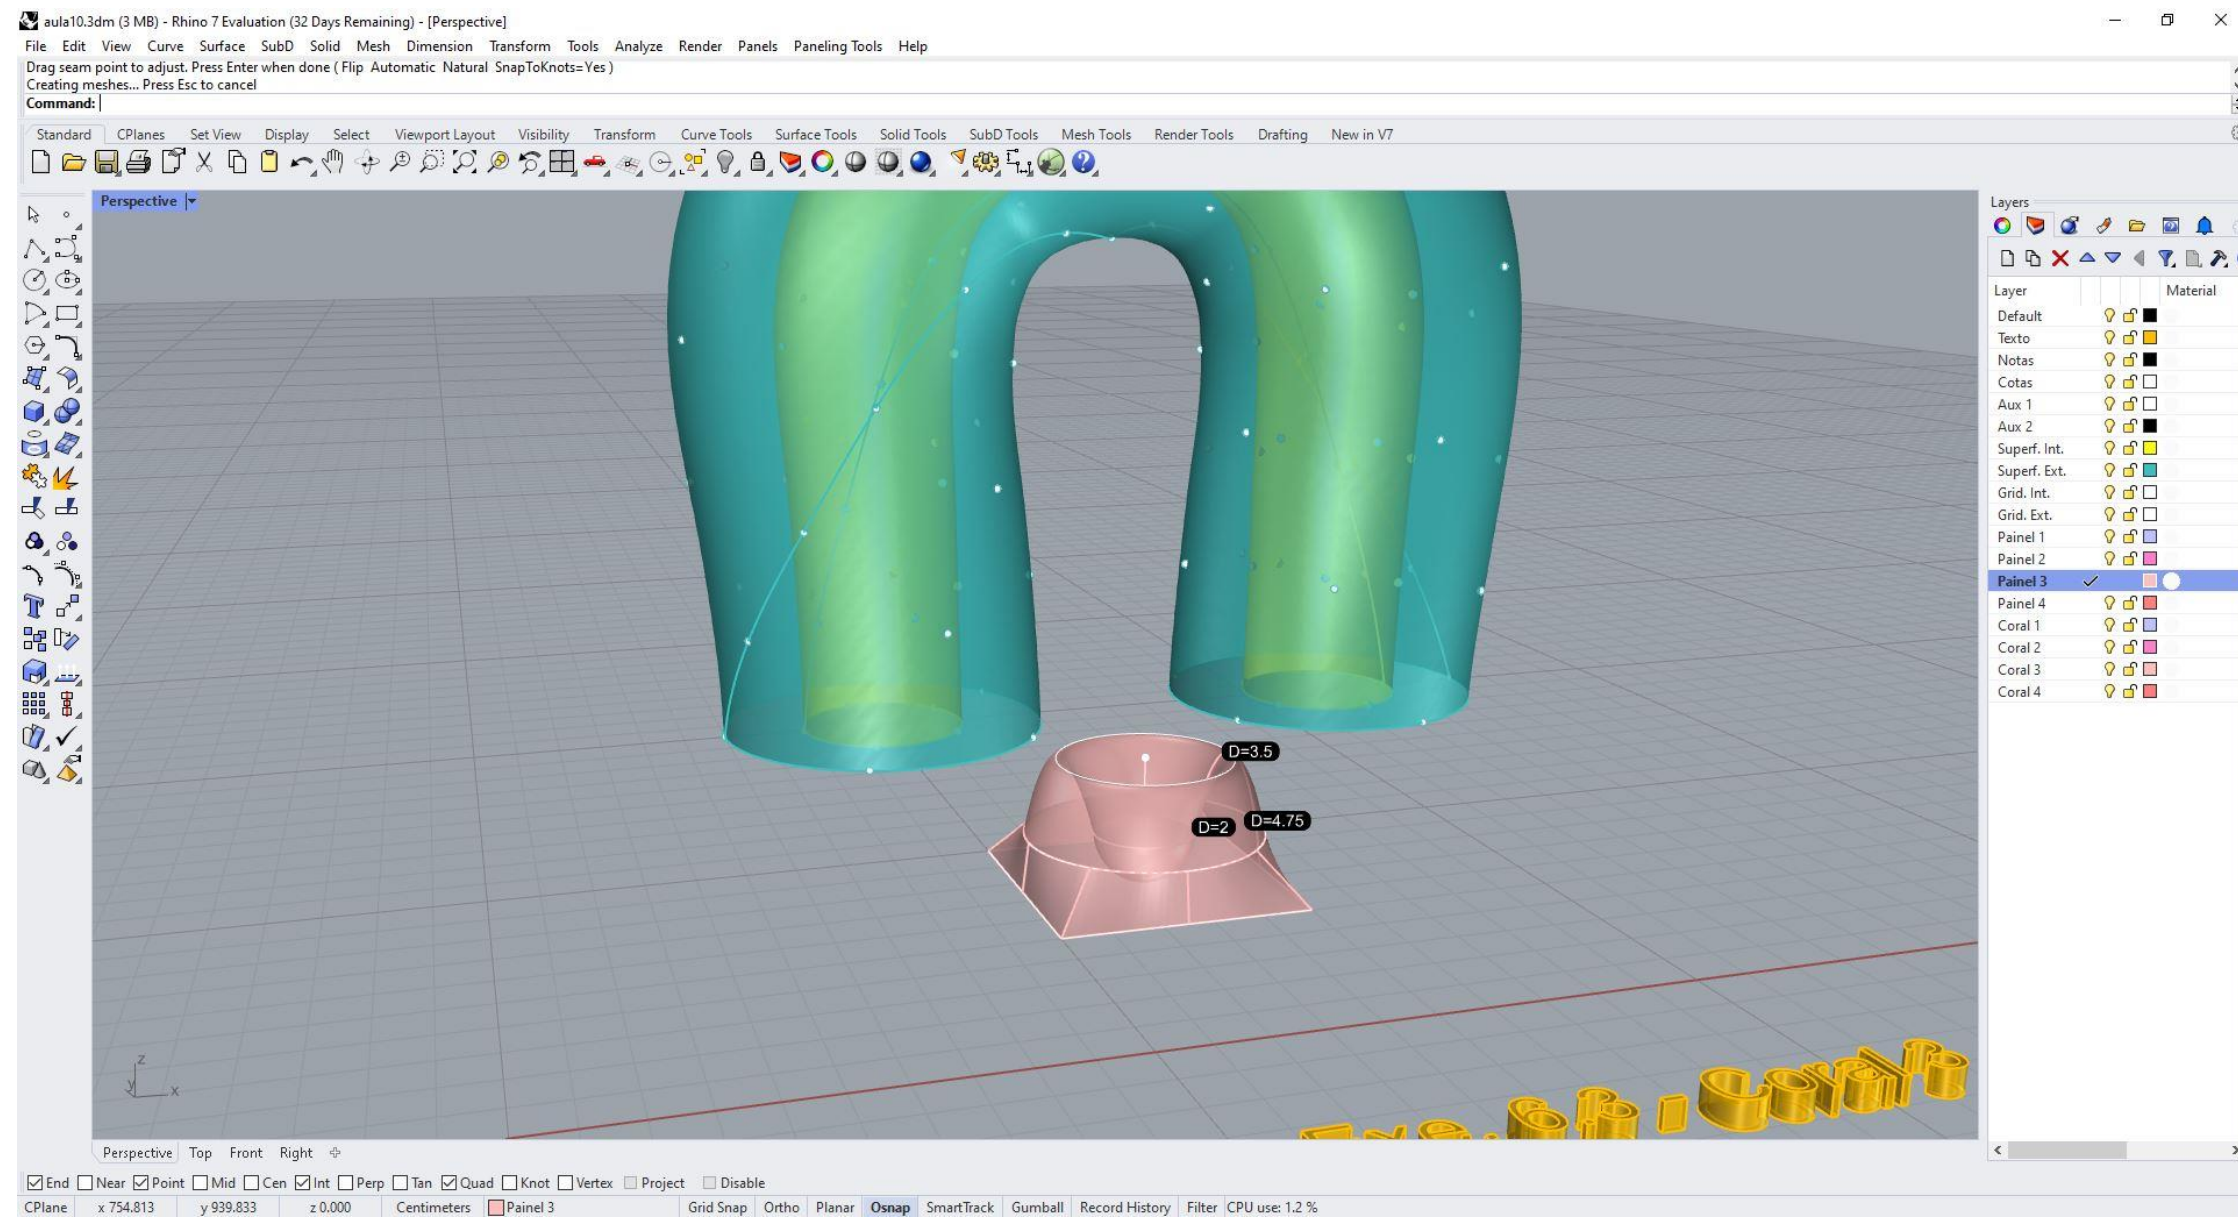 aula10.3dm (3 MB) - Rhino 7 Evaluation (32 Days Remaining) - [Perspective]
File Edit View Curve Surface SubD Solid Mesh Dimension Transform Tools Analyze Render Panels Paneling Tools Help
Drag seam point to adjust. Press Enter when done ( Flip Automatic Natural SnapToKnots=Yes )
Creating meshes... Press Esc to cancel
Command:
Standard CPlanes Set View Display Select Viewport Layout Visibility Transform Curve Tools Surface Tools Solid Tools SubD Tools Mesh Tools Render Tools Drafting New in V7
Perspective
Layers
Layer Material
Default
Texto
Notas
Cotas
Aux 1
Aux 2
Superf. Int.
Superf. Ext.
Grid. Int.
Grid. Ext.
Painel 1
Painel 2
Painel 3
Painel 4
Coral 1
Coral 2
Coral 3
Coral 4
D=3.5
D=2 D=4.75
z
y x
Perspective Top Front Right
End Near Point Mid Cen Int Perp Tan Quad Knot Vertex Project Disable
CPlane x 754.813 y 939.833 z 0.000 Centimeters Painel 3 Grid Snap Ortho Planar Osnap SmartTrack Gumball Record History Filter CPU use: 1.2 %